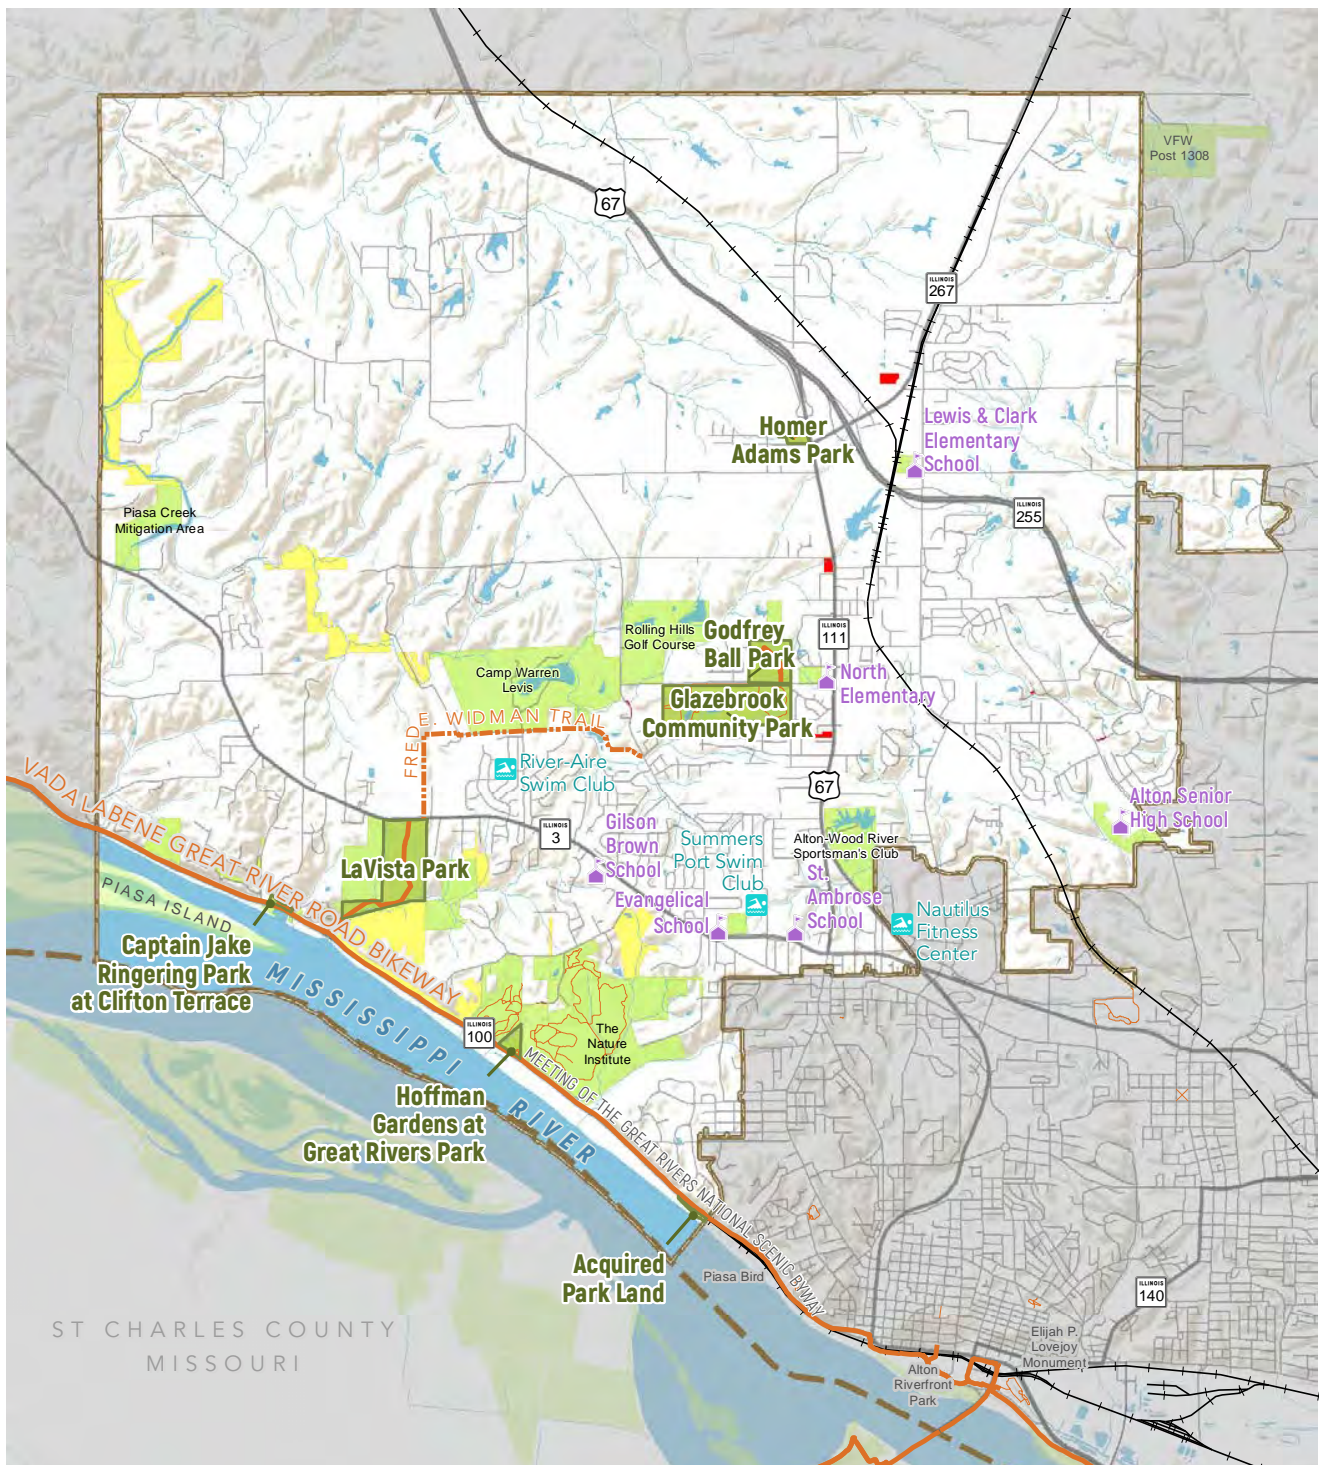 VFW
Post 1308
67
ILLINOIS
267
Homer
Adams Park
Lewis & Clark
Elementary
School
ILLINOIS
255
Piasa Creek
Mitigation Area
Rolling Hills
Golf Course
Godfrey
Ball Park
ILLINOIS
111
Camp Warren
Levis
North
Elementary
Glazebrook
Community Park
FRED E. WIDMAN TRAIL
River-Aire
Swim Club
67
VADALABENE GREAT RIVER ROAD BIKEWAY
Alton Senior
High School
ILLINOIS
3
Gilson
Brown
School
Summers
Port Swim
Club
Alton-Wood River
Sportsman's Club
LaVista Park
St.
Ambrose
School
Evangelical
School
PIASA ISLAND
Nautilus
Fitness
Center
Captain Jake
Ringering Park
at Clifton Terrace
MISSISSIPPI RIVER
ILLINOIS
100
The
Nature
Institute
MEETING OF THE GREAT RIVERS NATIONAL SCENIC BYWAY
Hoffman
Gardens at
Great Rivers Park
Acquired
Park Land
Piasa Bird
ILLINOIS
140
ST CHARLES COUNTY
MISSOURI
Elijah P.
Lovejoy
Monument
Alton
Riverfront
Park